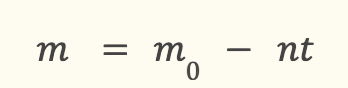 m = m₀ − nt